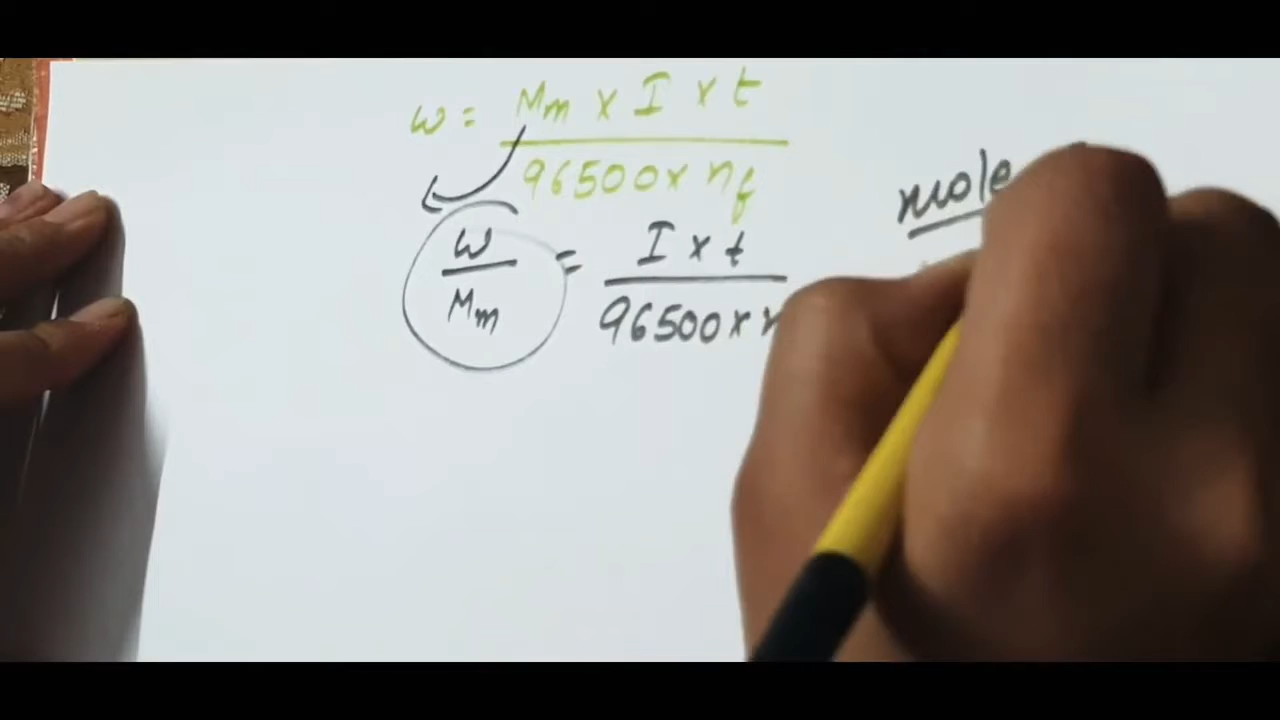 w = Mm x I x t
96500 x nf
w = I x t
Mm 96500 x
mole